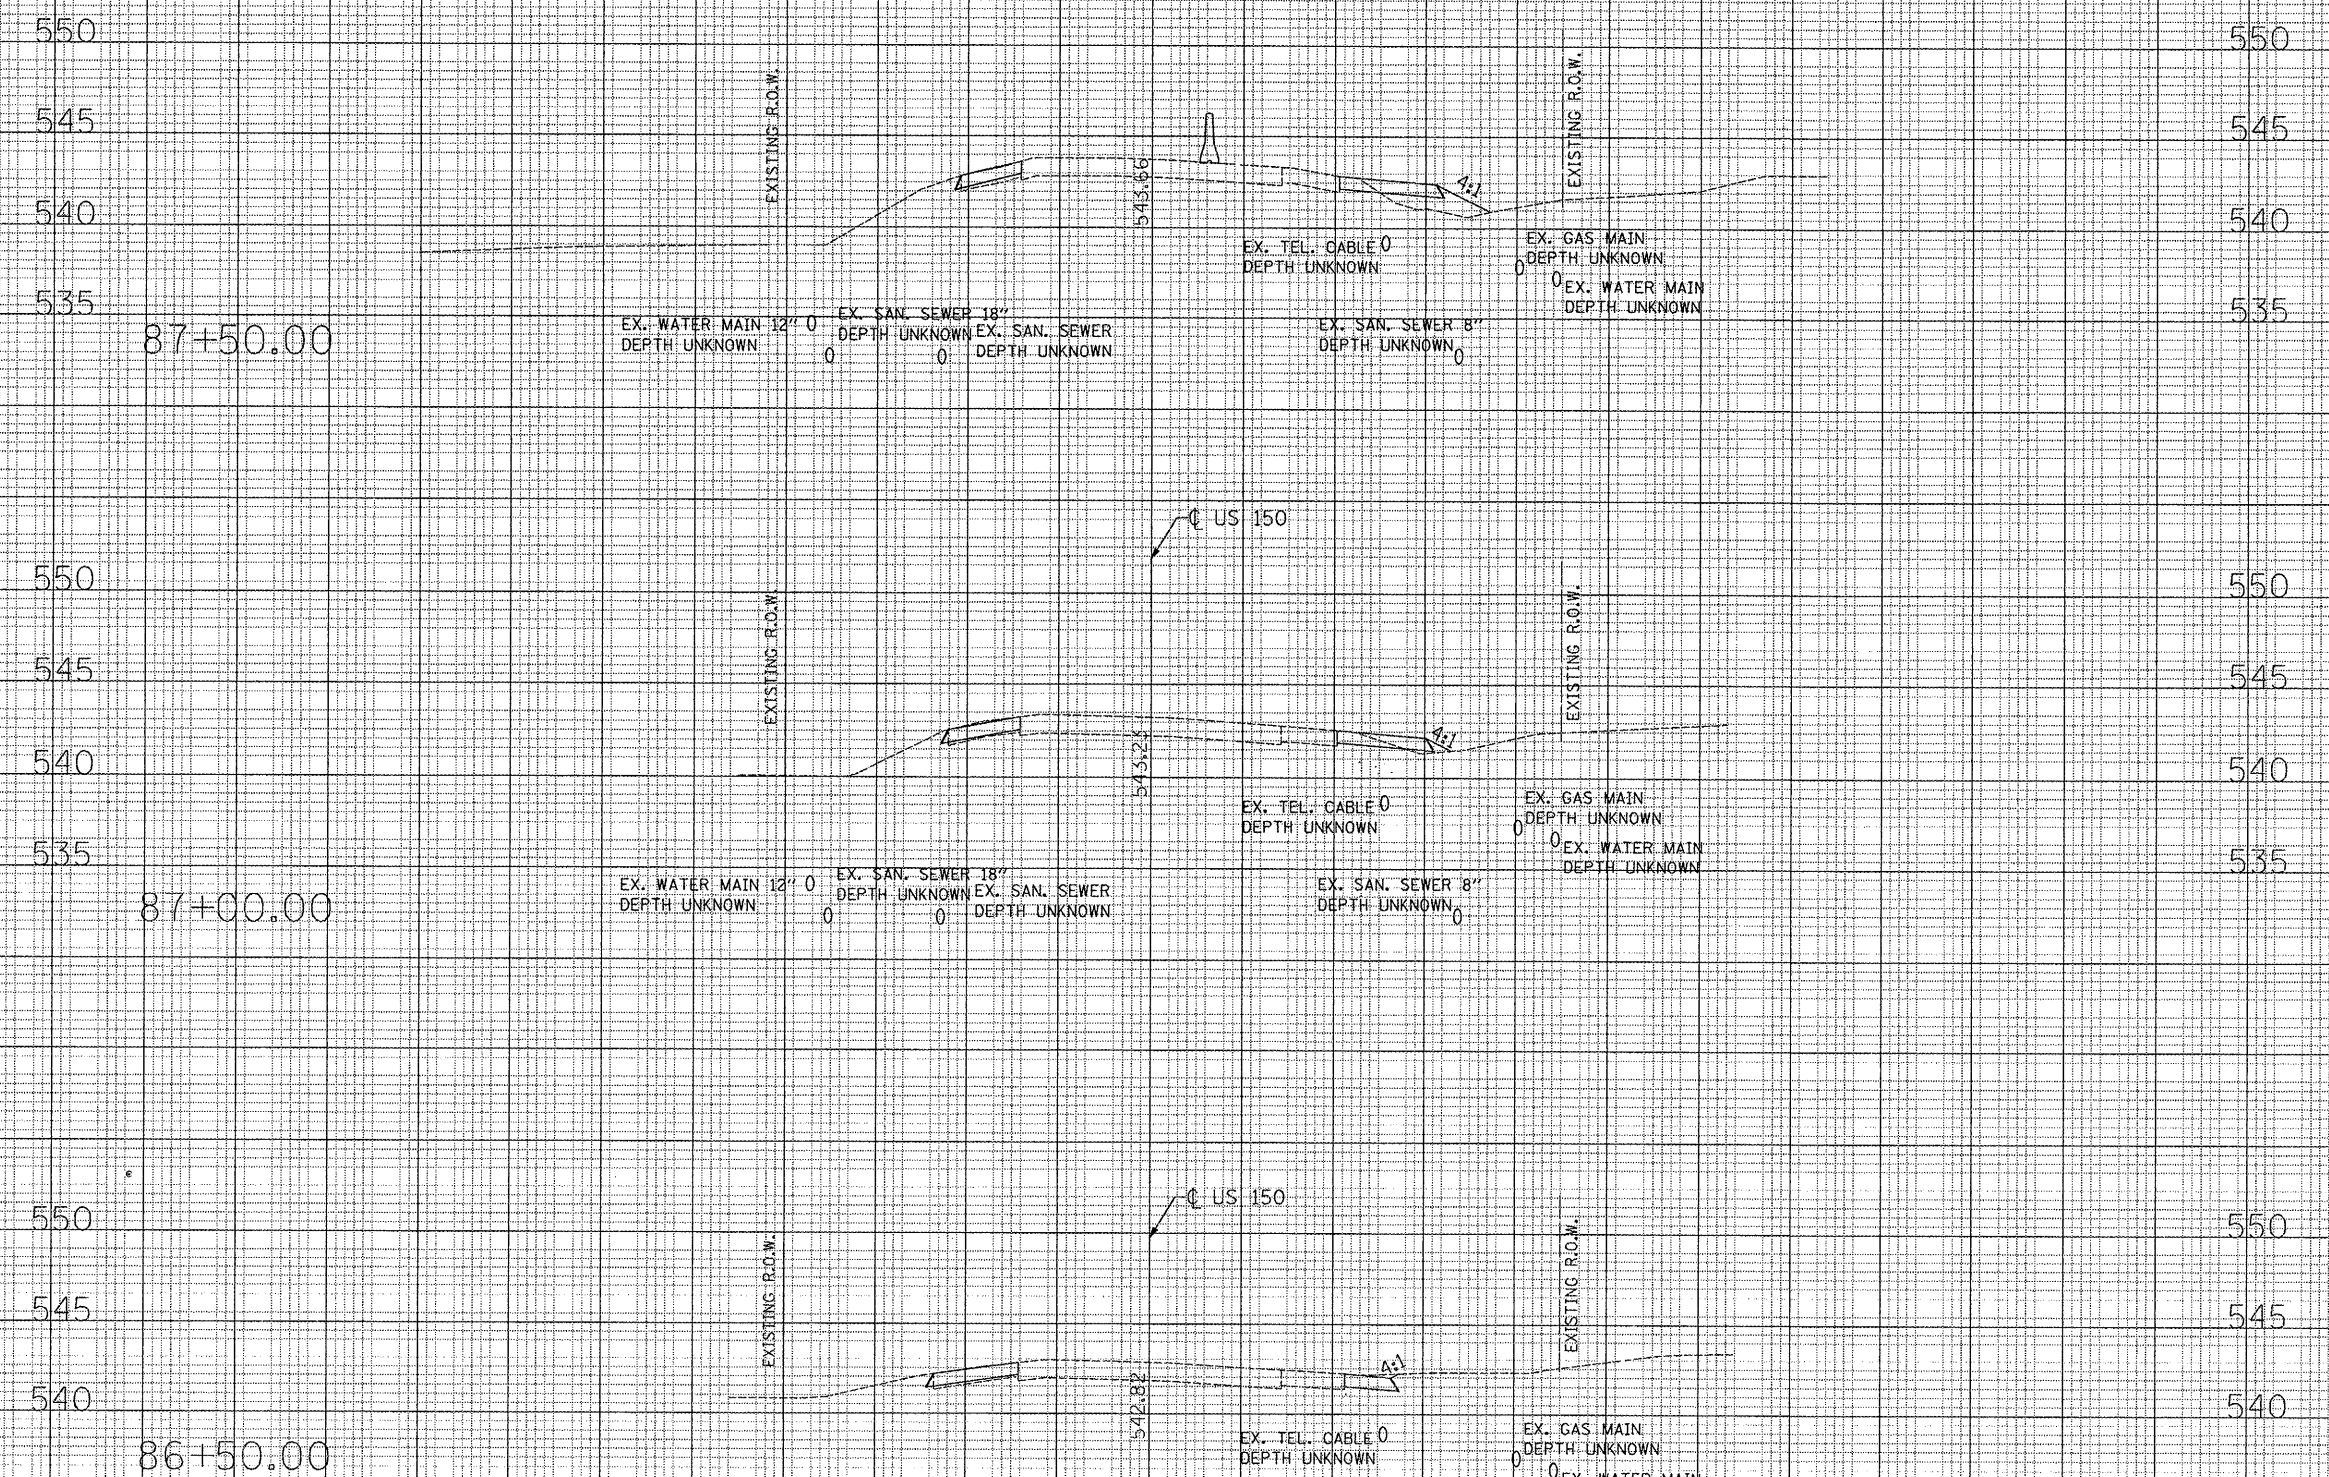 550
550
EXISTING R.O.W.
EXISTING R.O.W.
545
545
543.66
4:1
540
540
EX. TEL. CABLE
DEPTH UNKNOWN
EX. GAS MAIN
DEPTH UNKNOWN
EX. WATER MAIN
DEPTH UNKNOWN
535
535
87+50.00
EX. WATER MAIN 12"
DEPTH UNKNOWN
EX. SAN. SEWER 18"
DEPTH UNKNOWN
EX. SAN. SEWER
DEPTH UNKNOWN
EX. SAN. SEWER 8"
DEPTH UNKNOWN
℄ US 150
550
550
EXISTING R.O.W.
EXISTING R.O.W.
545
545
543.23
4:1
540
540
EX. TEL. CABLE
DEPTH UNKNOWN
EX. GAS MAIN
DEPTH UNKNOWN
EX. WATER MAIN
DEPTH UNKNOWN
535
535
87+00.00
EX. WATER MAIN 12"
DEPTH UNKNOWN
EX. SAN. SEWER 18"
DEPTH UNKNOWN
EX. SAN. SEWER
DEPTH UNKNOWN
EX. SAN. SEWER 8"
DEPTH UNKNOWN
℄ US 150
550
550
EXISTING R.O.W.
EXISTING R.O.W.
545
545
542.82
4:1
540
540
EX. TEL. CABLE
DEPTH UNKNOWN
EX. GAS MAIN
DEPTH UNKNOWN
EX. WATER MAIN
86+50.00